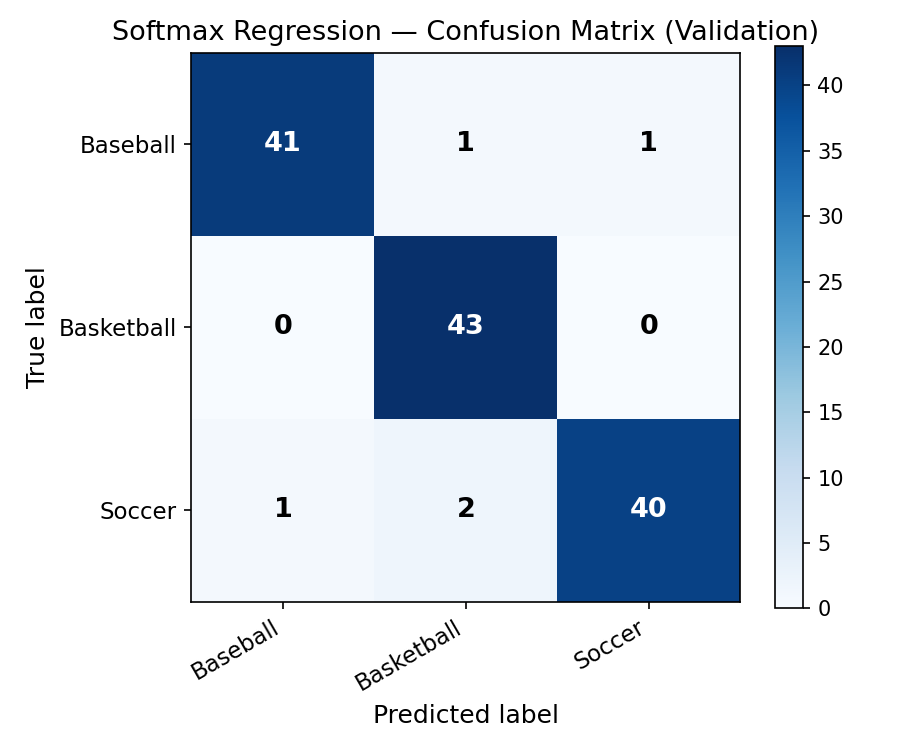 Softmax Regression — Confusion Matrix (Validation)
True label
Baseball 41 1 1
Basketball 0 43 0
Soccer 1 2 40
Baseball Basketball Soccer
Predicted label
40
35
30
25
20
15
10
5
0